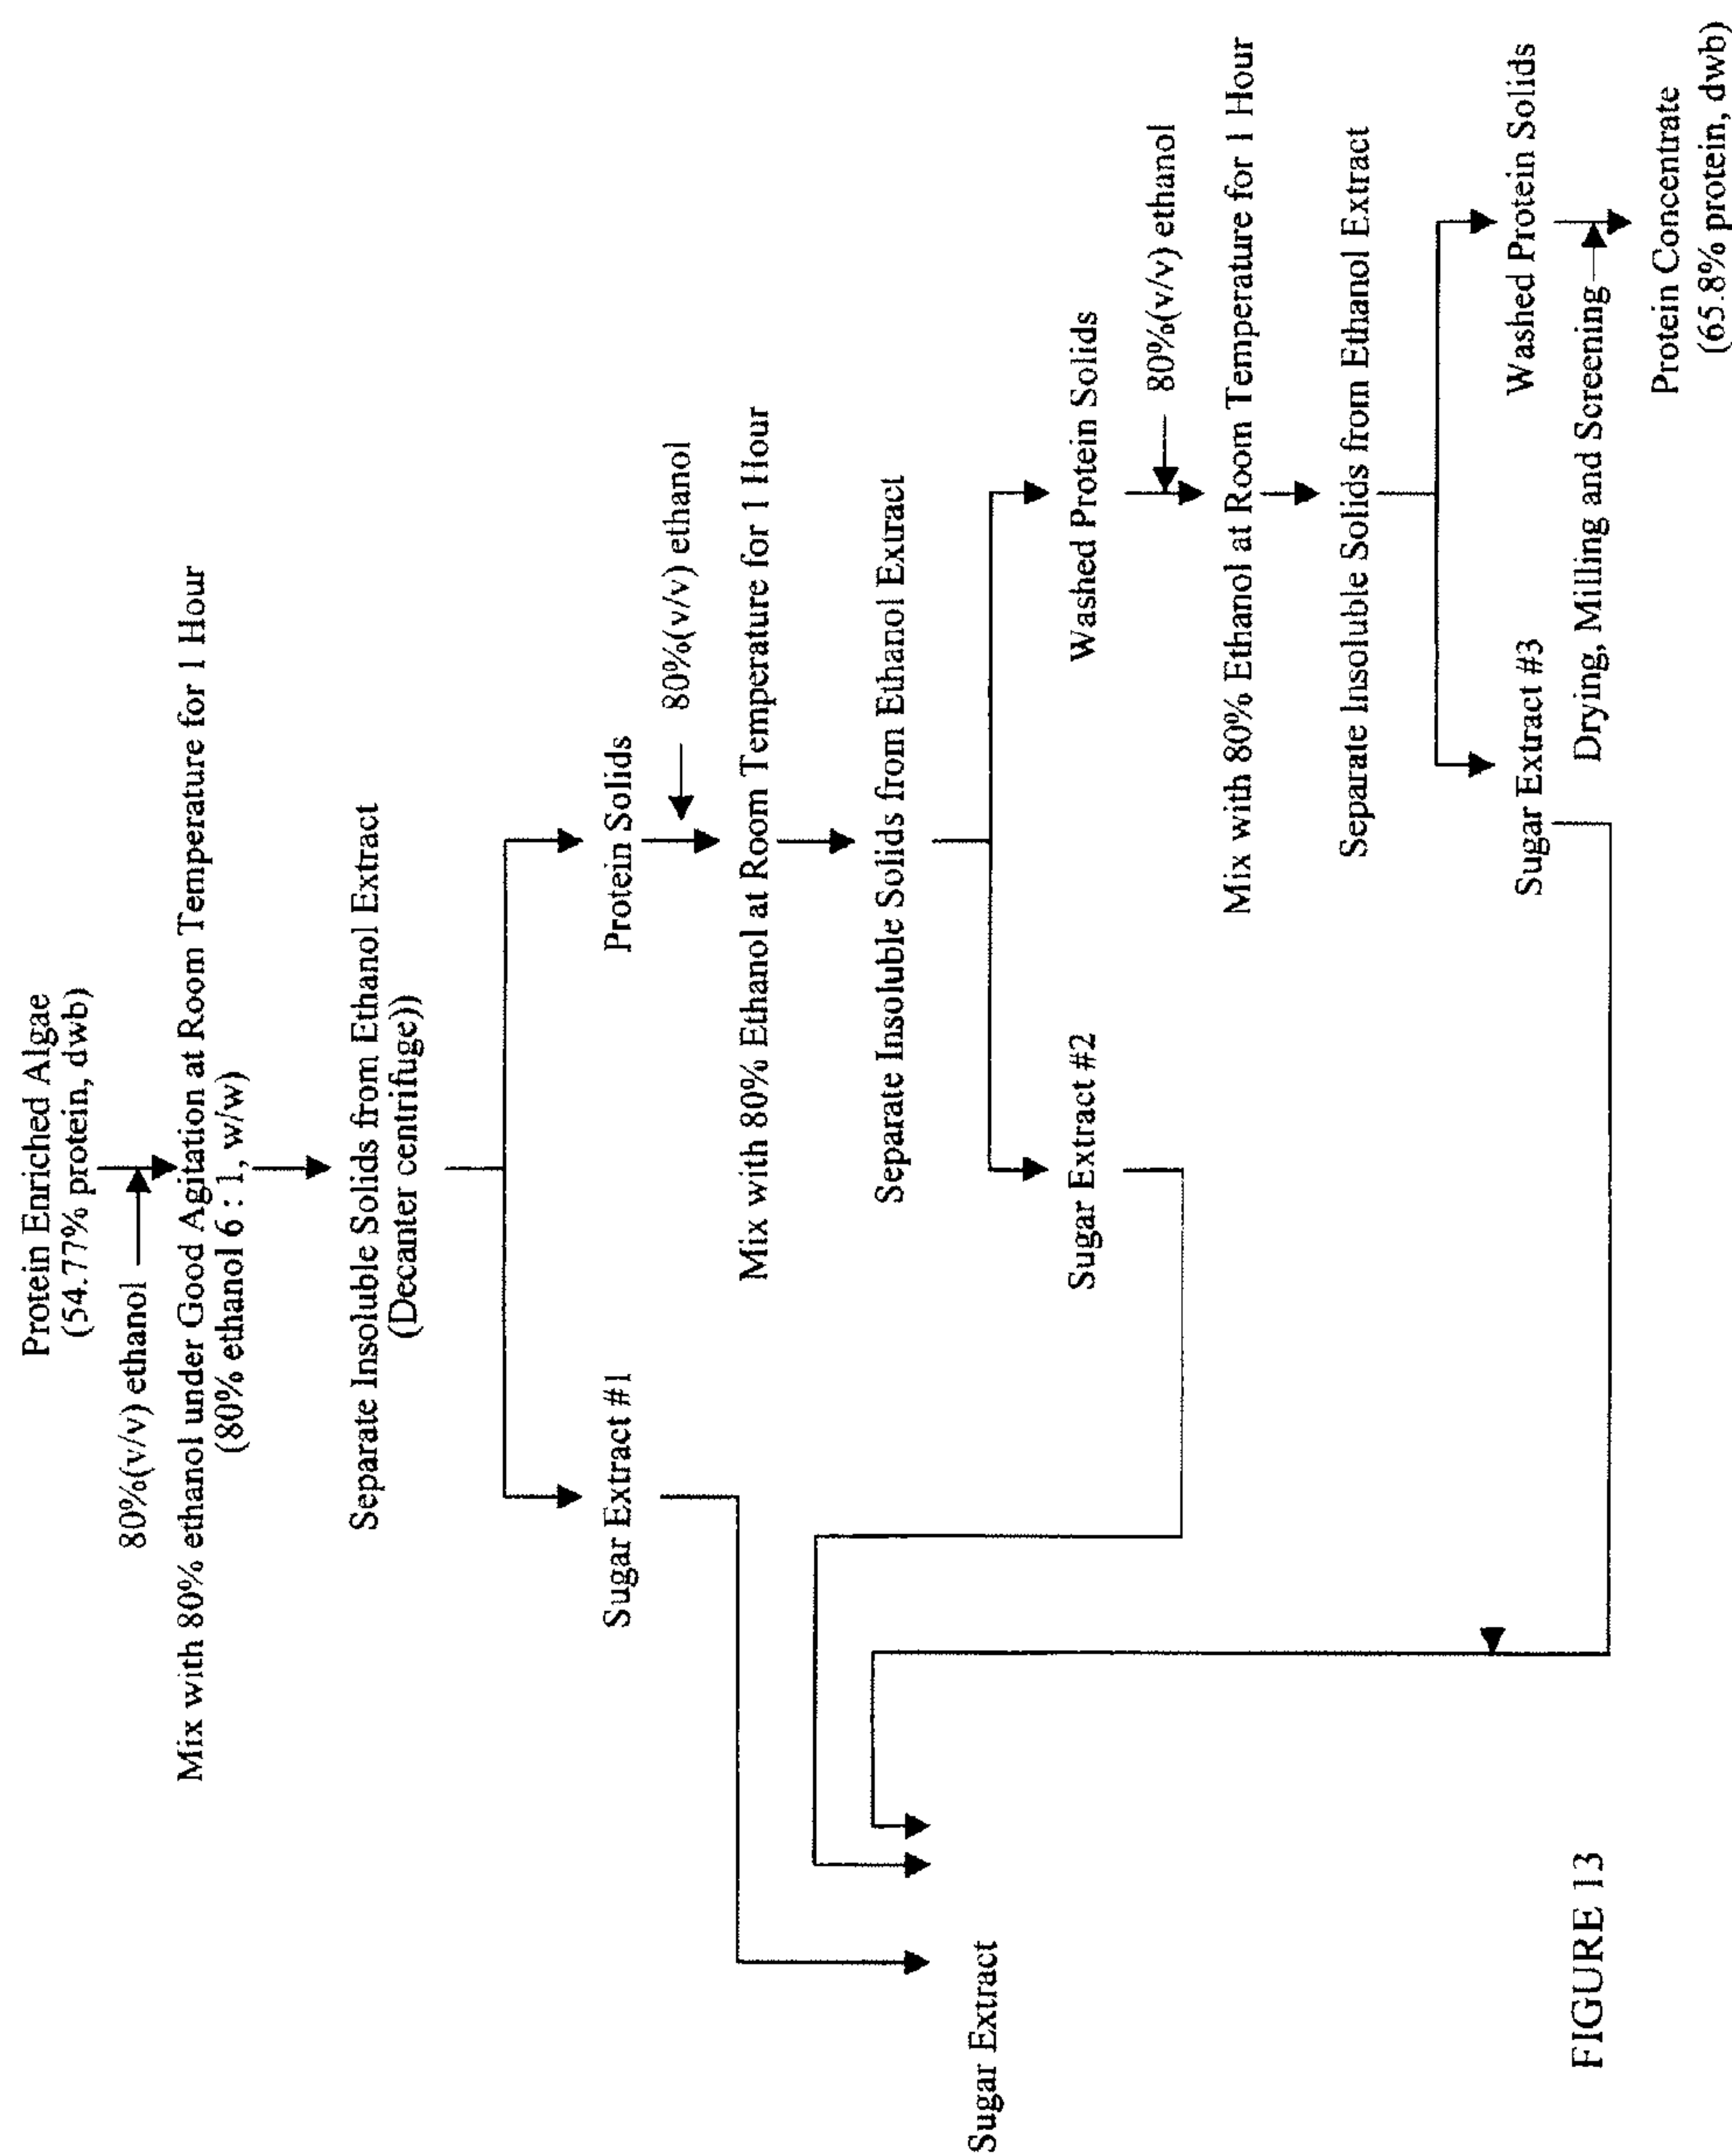 Protein Enriched Algae
(54.77% protein, dwb)
80%(v/v) ethanol
Mix with 80% ethanol under Good Agitation at Room Temperature for 1 Hour
(80% ethanol 6 : 1, w/w)
Separate Insoluble Solids from Ethanol Extract
(Decanter centrifuge))
Sugar Extract #1
Protein Solids
80%(v/v) ethanol
Mix with 80% Ethanol at Room Temperature for 1 Hour
Separate Insoluble Solids from Ethanol Extract
Sugar Extract
Sugar Extract #2
Washed Protein Solids
80%(v/v) ethanol
Mix with 80% Ethanol at Room Temperature for 1 Hour
Separate Insoluble Solids from Ethanol Extract
Sugar Extract #3
Washed Protein Solids
Drying, Milling and Screening
Protein Concentrate
(65.8% protein, dwb)
FIGURE 13